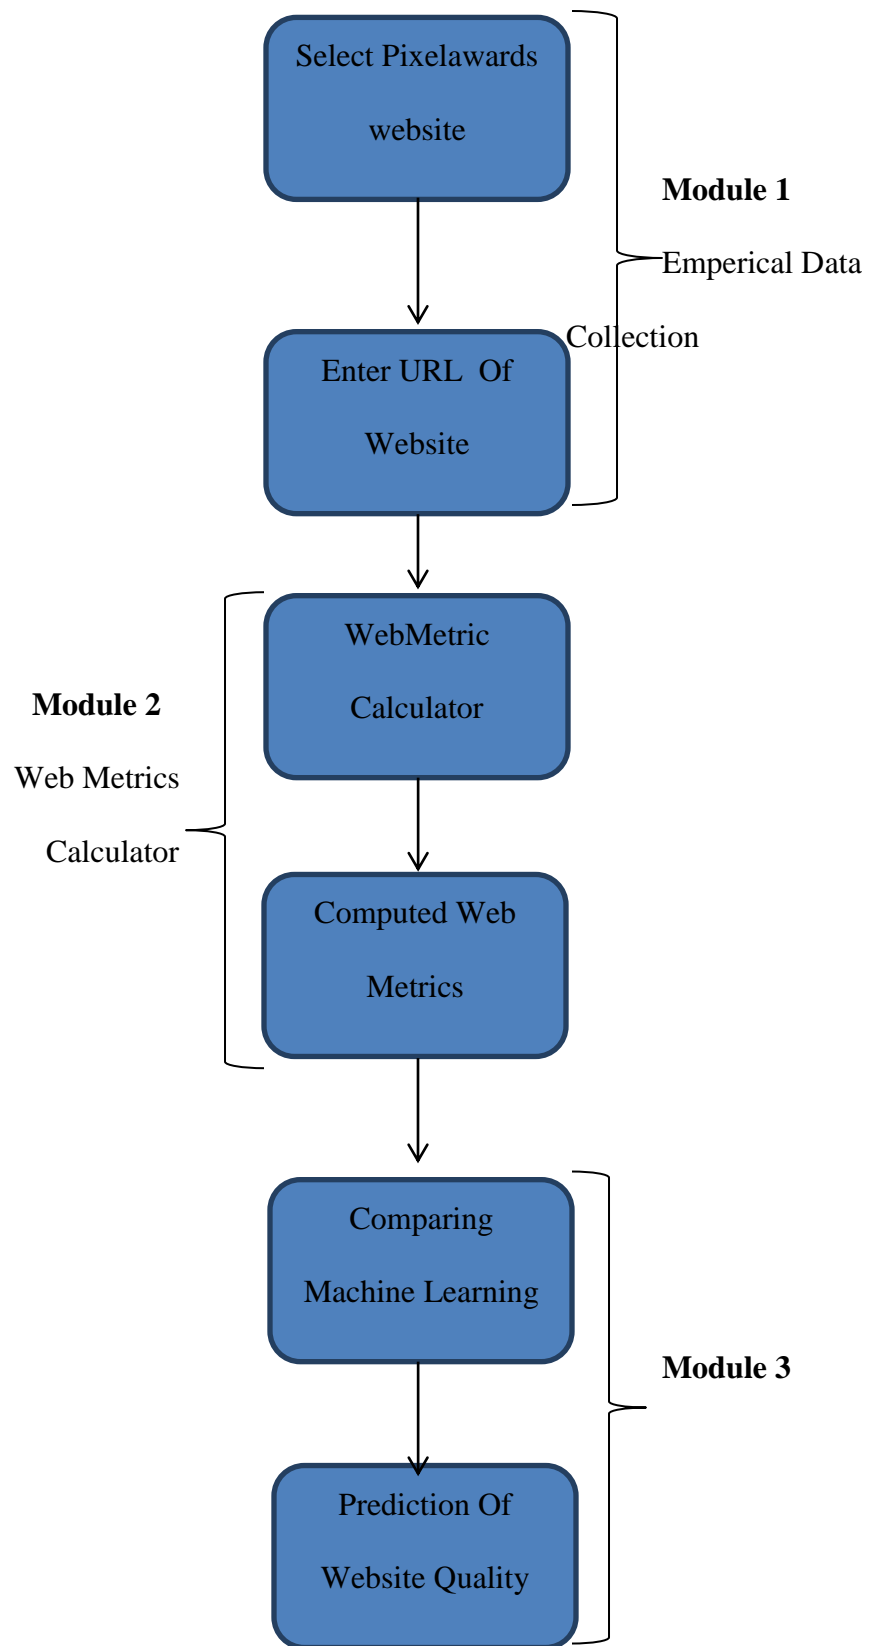 Select Pixelawards
website
Module 1
Emperical Data
Collection
Enter URL  Of
Website
WebMetric
Calculator
Module 2
Web Metrics
Calculator
Computed Web
Metrics
Comparing
Machine Learning
Module 3
Prediction Of
Website Quality